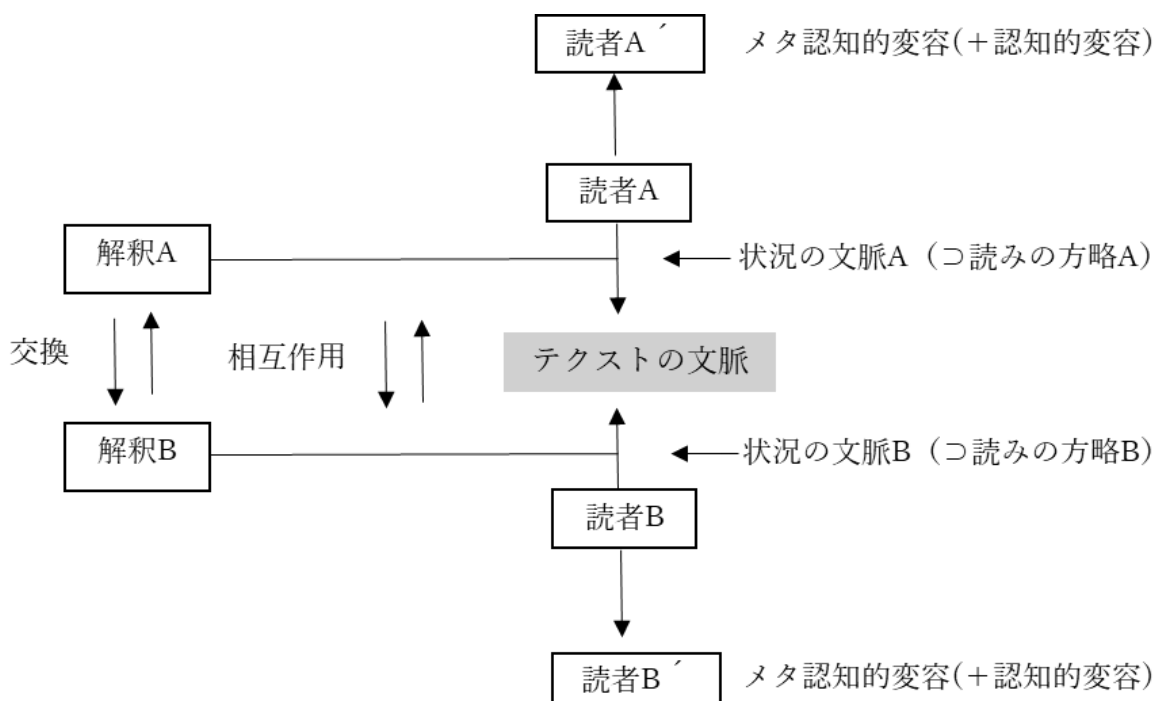 読者A´ メタ認知的変容(＋認知的変容)
読者A
解釈A 状況の文脈A（⊃読みの方略A）
交換 相互作用 テクストの文脈
解釈B 状況の文脈B（⊃読みの方略B）
読者B
読者B´ メタ認知的変容(＋認知的変容)